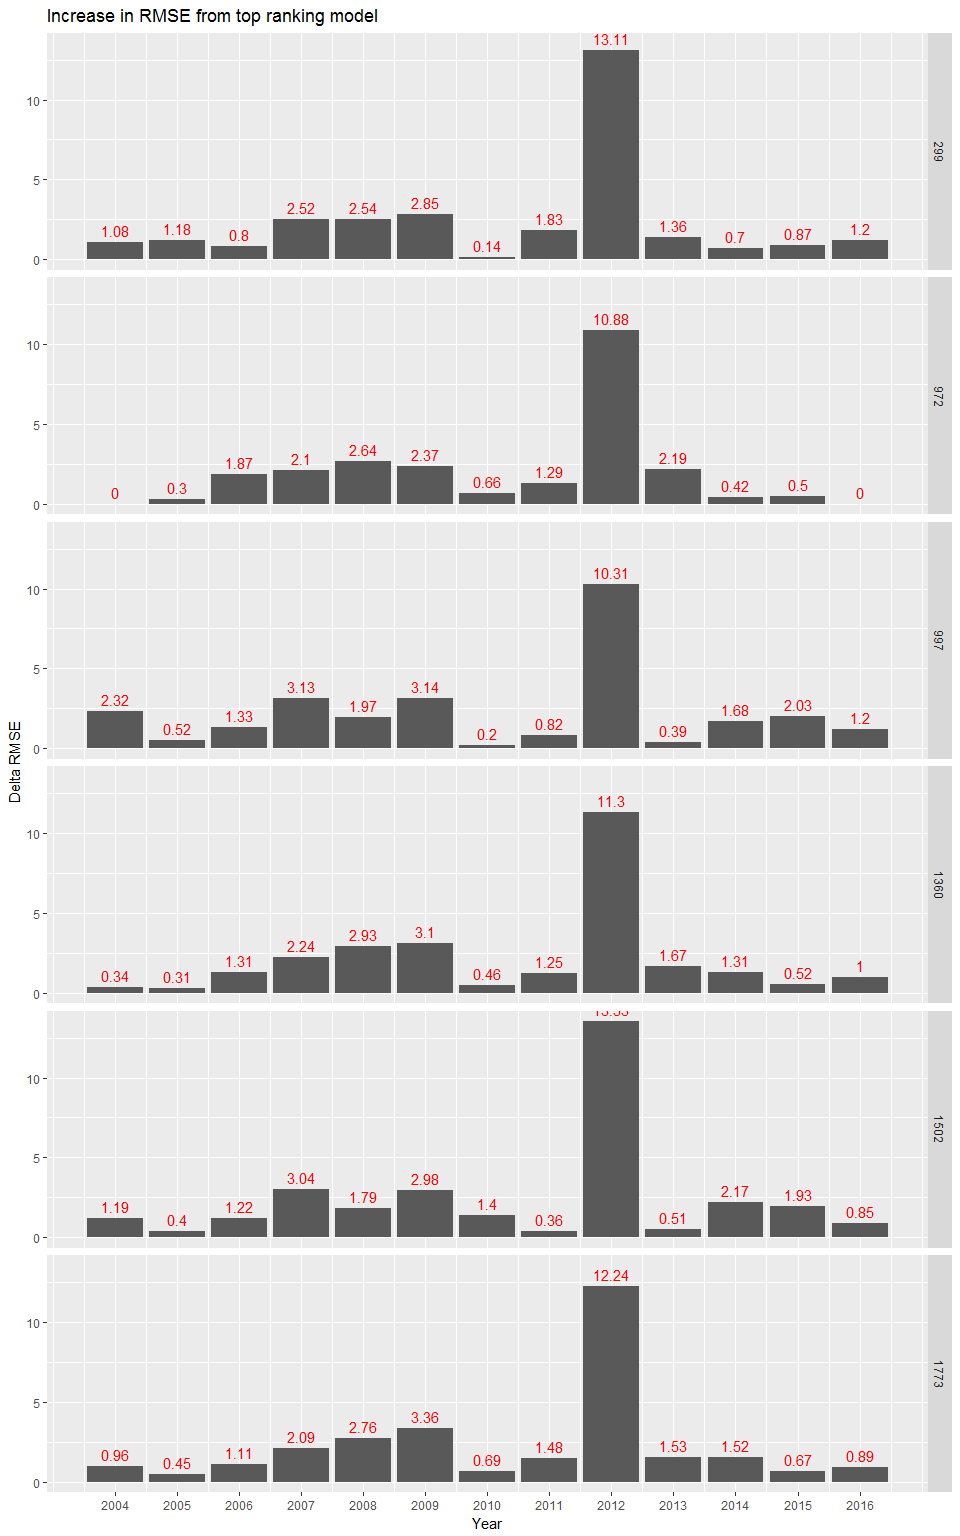 Increase in RMSE from top ranking model
13.11
10
5
0
1.08 1.18 0.8 2.52 2.54 2.85 0.14 1.83 1.36 0.7 0.87 1.2
299
10.88
10
5
0
0 0.3 1.87 2.1 2.64 2.37 0.66 1.29 2.19 0.42 0.5 0
972
10.31
10
5
0
2.32 0.52 1.33 3.13 1.97 3.14 0.2 0.82 0.39 1.68 2.03 1.2
997
Delta RMSE
11.3
10
5
0
0.34 0.31 1.31 2.24 2.93 3.1 0.46 1.25 1.67 1.31 0.52 1
1360
10
5
0
1.19 0.4 1.22 3.04 1.79 2.98 1.4 0.36 0.51 2.17 1.93 0.85
1502
12.24
10
5
0
0.96 0.45 1.11 2.09 2.76 3.36 0.69 1.48 1.53 1.52 0.67 0.89
1773
2004 2005 2006 2007 2008 2009 2010 2011 2012 2013 2014 2015 2016
Year